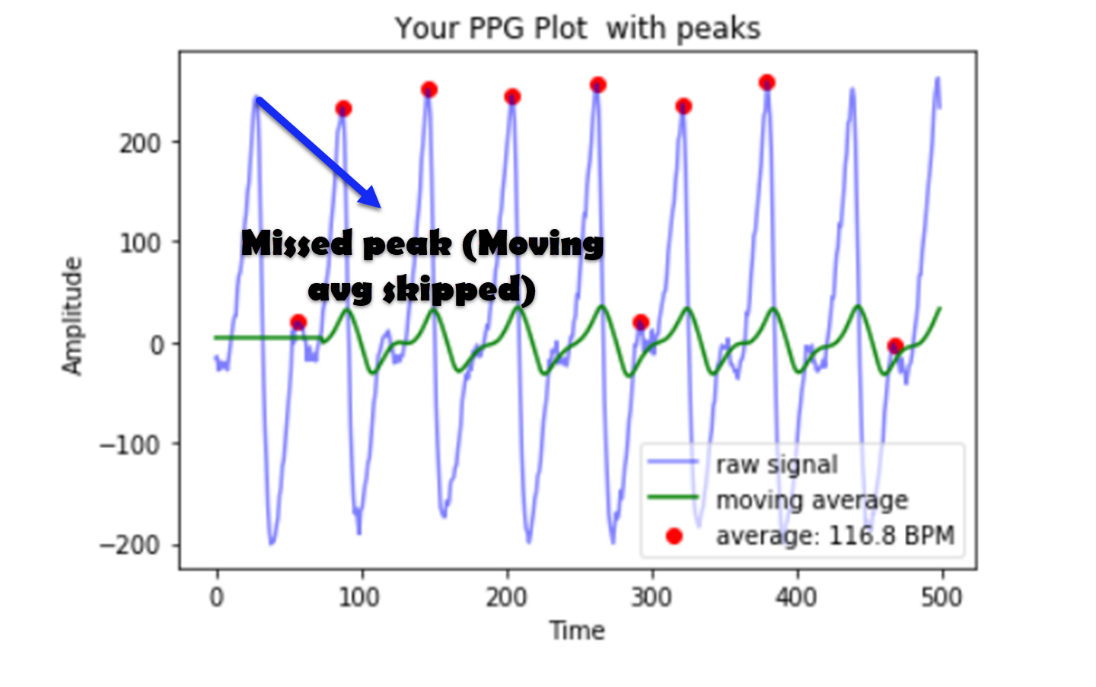 Your PPG Plot with peaks
Amplitude
200
100
0
−100
−200
Missed peak (Moving
avg skipped)
raw signal
moving average
average: 116.8 BPM
0 100 200 300 400 500
Time